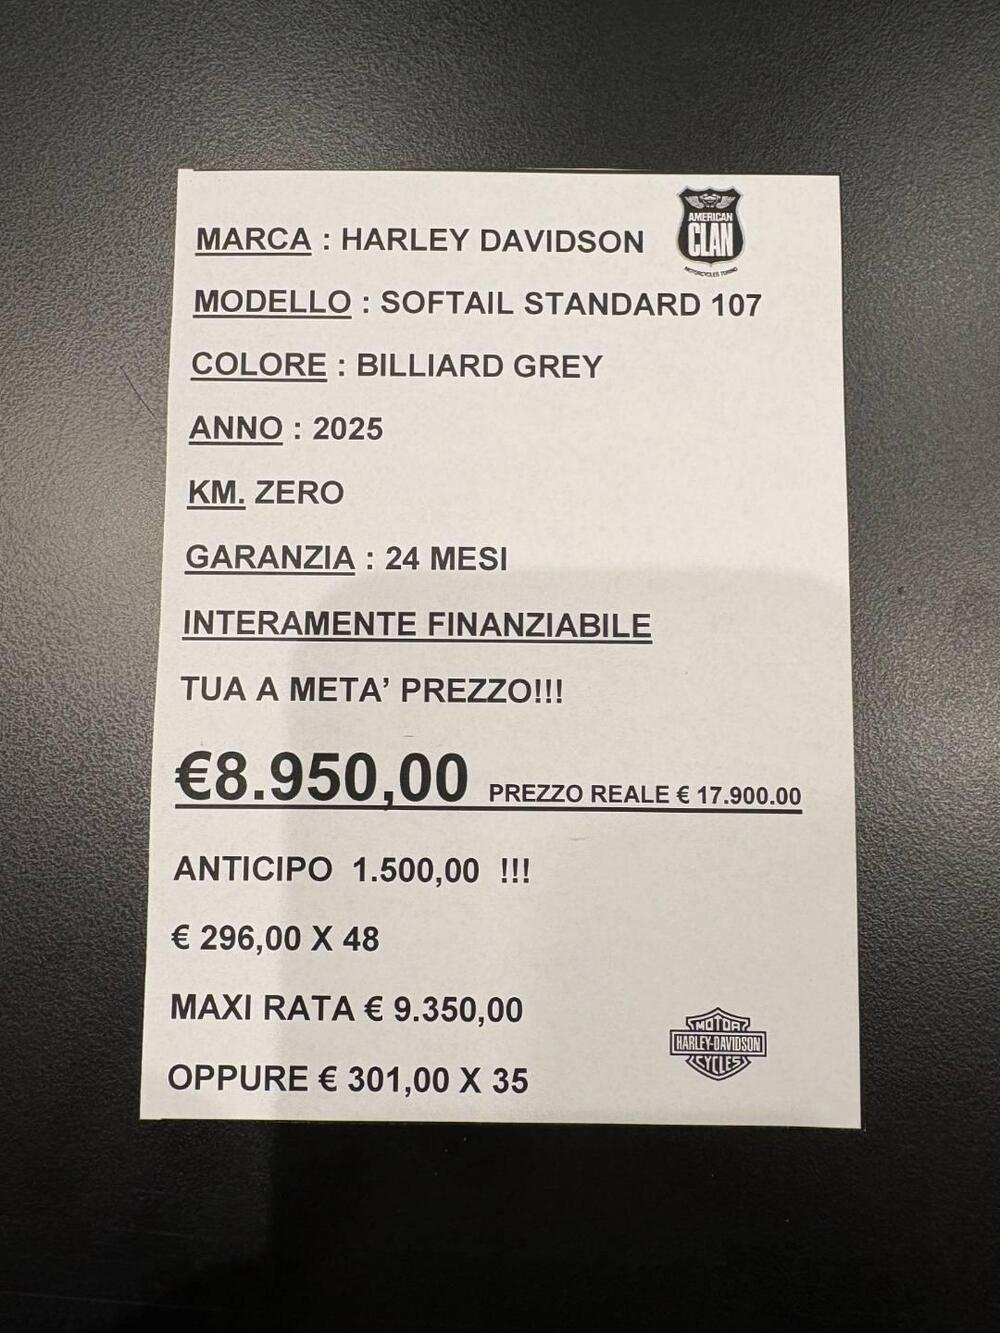 MARCA : HARLEY DAVIDSON
AMERICAN
CLAN
MOTORCYCLES TORINO
MODELLO : SOFTAIL STANDARD 107
COLORE : BILLIARD GREY
ANNO : 2025
KM. ZERO
GARANZIA : 24 MESI
INTERAMENTE FINANZIABILE
TUA A META’ PREZZO!!!
€8.950,00 PREZZO REALE € 17.900.00
ANTICIPO 1.500,00 !!!
€ 296,00 X 48
MAXI RATA € 9.350,00
MOTOR
HARLEY-DAVIDSON
CYCLES
OPPURE € 301,00 X 35